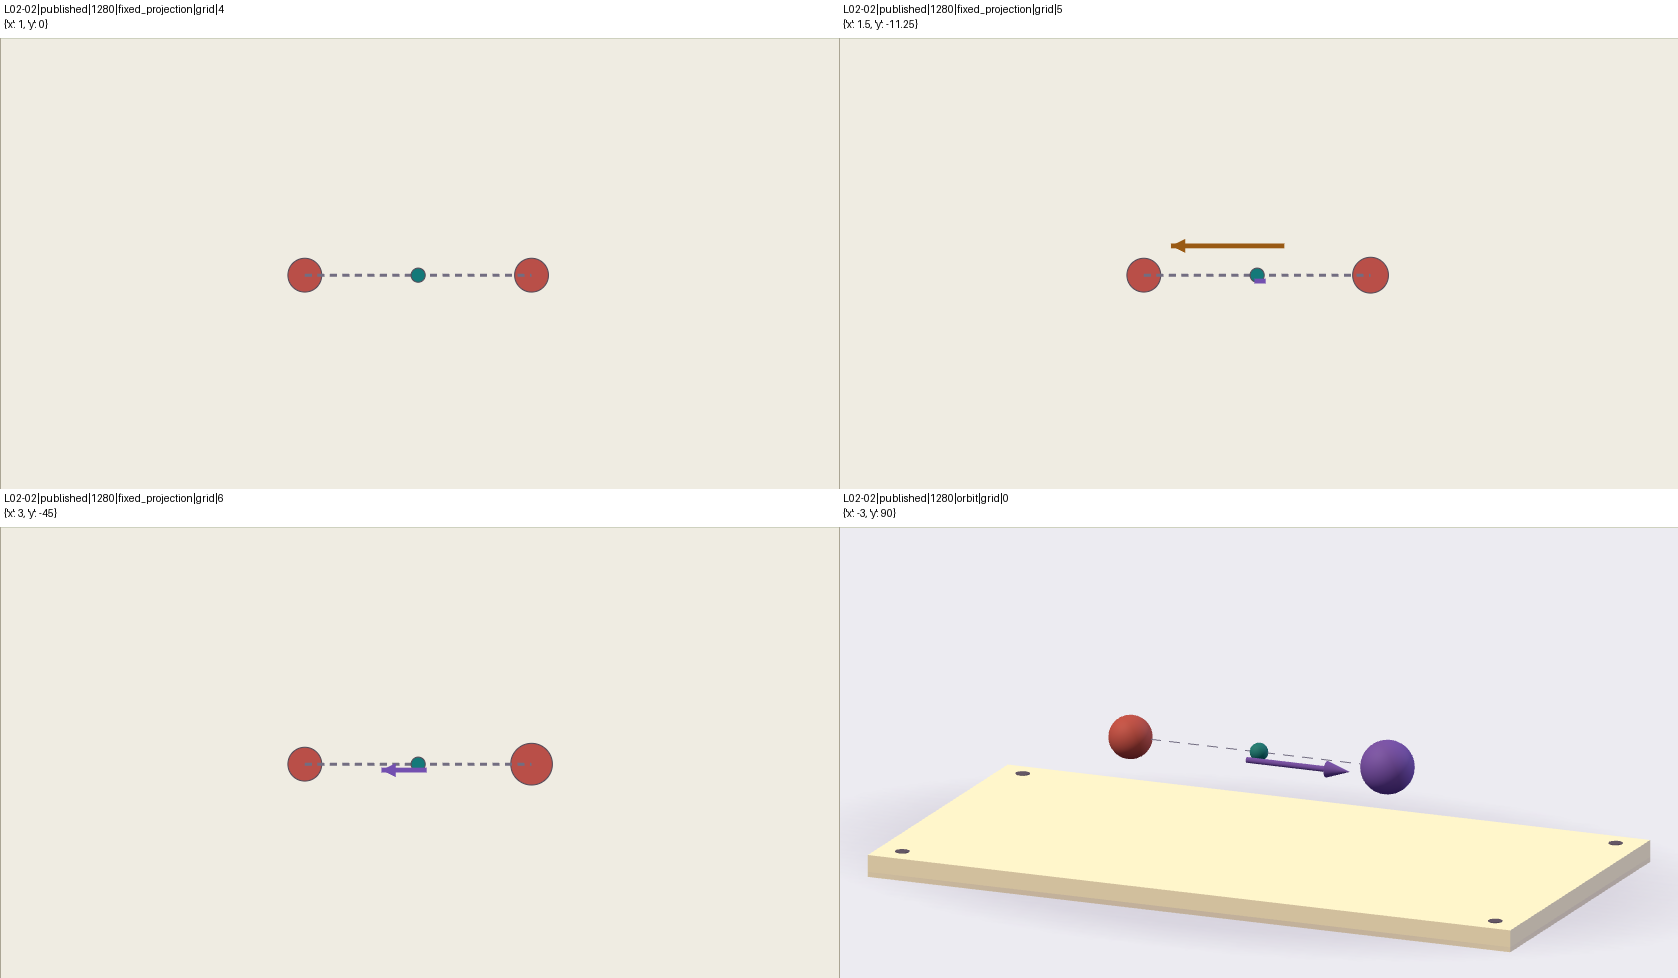 L02-02|published|1280|fixed_projection|grid|4
{'x': 1, 'y': 0}
L02-02|published|1280|fixed_projection|grid|5
{'x': 1.5, 'y': -11.25}
L02-02|published|1280|fixed_projection|grid|6
{'x': 3, 'y': -45}
L02-02|published|1280|orbit|grid|0
{'x': -3, 'y': 90}